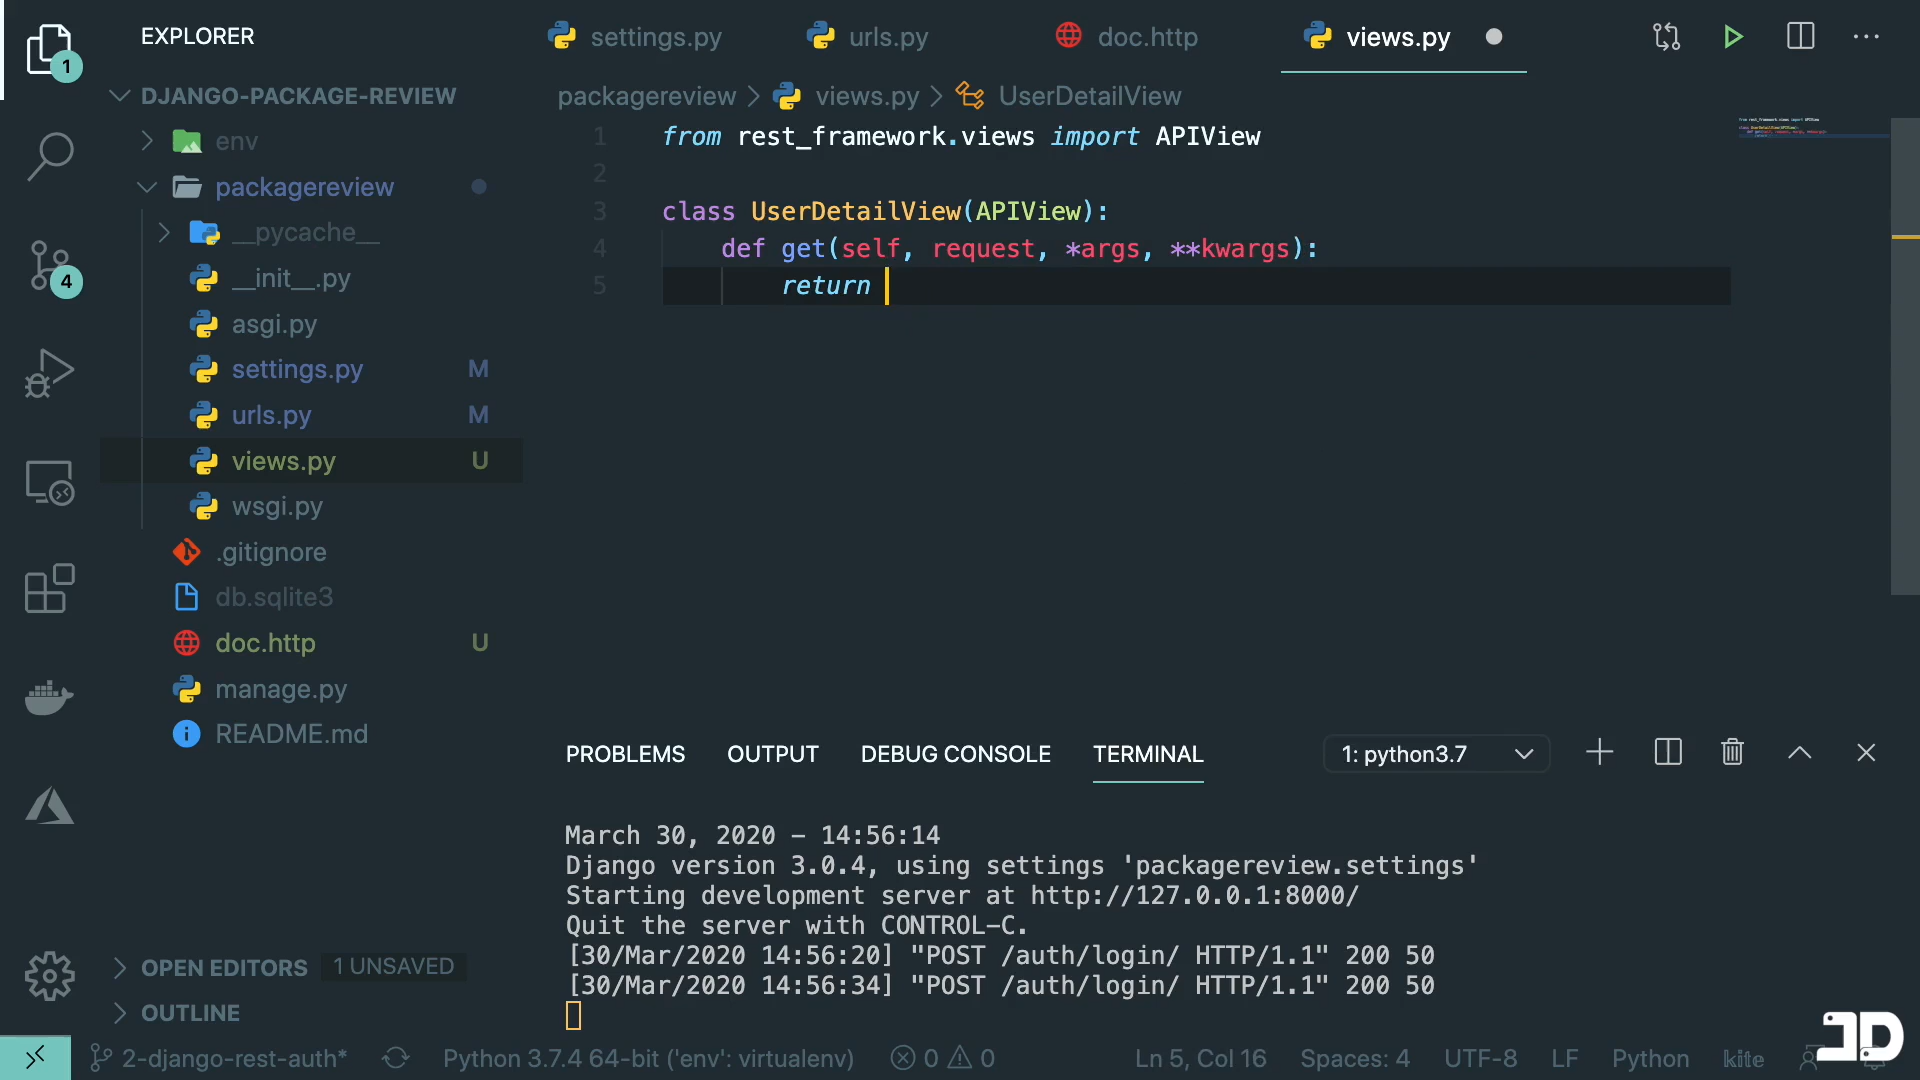 1
4
EXPLORER
DJANGO-PACKAGE-REVIEW
env
packagereview
__pycache__
__init__.py
asgi.py
settings.py M
urls.py M
views.py U
wsgi.py
.gitignore
db.sqlite3
doc.http U
manage.py
README.md
OPEN EDITORS 1 UNSAVED
OUTLINE
settings.py urls.py doc.http views.py
packagereview > views.py > UserDetailView
1 from rest_framework.views import APIView
2
3 class UserDetailView(APIView):
4 def get(self, request, *args, **kwargs):
5 return
PROBLEMS OUTPUT DEBUG CONSOLE TERMINAL 1: python3.7
March 30, 2020 - 14:56:14
Django version 3.0.4, using settings 'packagereview.settings'
Starting development server at http://127.0.0.1:8000/
Quit the server with CONTROL-C.
[30/Mar/2020 14:56:20] "POST /auth/login/ HTTP/1.1" 200 50
[30/Mar/2020 14:56:34] "POST /auth/login/ HTTP/1.1" 200 50
2-django-rest-auth* Python 3.7.4 64-bit ('env': virtualenv) 0 0 Ln 5, Col 16 Spaces: 4 UTF-8 LF Python kite